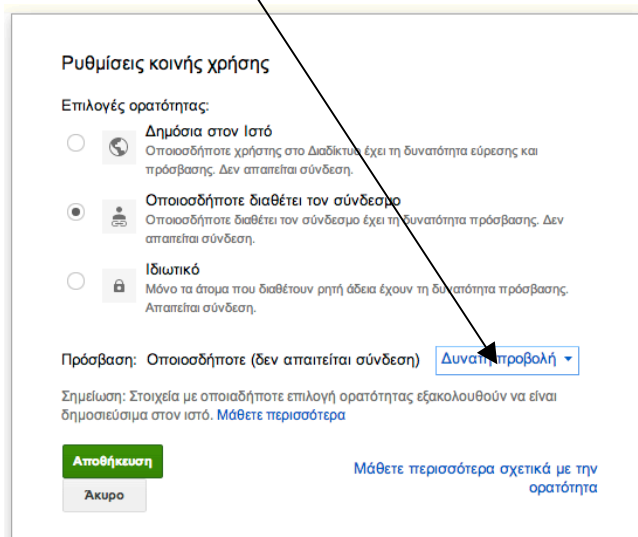 Ρυθμίσεις κοινής χρήσης
Επιλογές ορατότητας:
Δημόσια στον Ιστό
Οποιοσδήποτε χρήστης στο Διαδίκτυο έχει τη δυνατότητα εύρεσης και
πρόσβασης. Δεν απαιτείται σύνδεση.
Οποιοσδήποτε διαθέτει τον σύνδεσμο
Οποιοσδήποτε διαθέτει τον σύνδεσμο έχει τη δυνατότητα πρόσβασης. Δεν
απαιτείται σύνδεση.
Ιδιωτικό
Μόνο τα άτομα που διαθέτουν ρητή άδεια έχουν τη δυνατότητα πρόσβασης.
Απαιτείται σύνδεση.
Πρόσβαση: Οποιοσδήποτε (δεν απαιτείται σύνδεση) Δυνατή προβολή
Σημείωση: Στοιχεία με οποιαδήποτε επιλογή ορατότητας εξακολουθούν να είναι
δημοσιεύσιμα στον ιστό. Μάθετε περισσότερα
Αποθήκευση
Άκυρο
Μάθετε περισσότερα σχετικά με την
ορατότητα